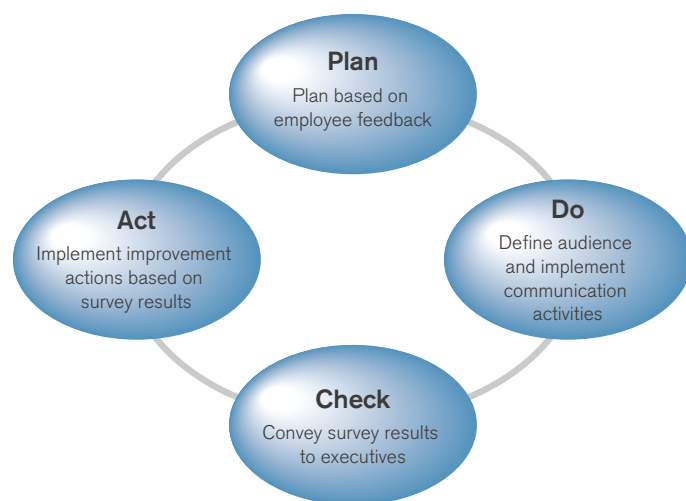 Plan
Plan based on
employee feedback
Do
Define audience
and implement
communication
activities
Check
Convey survey results
to executives
Act
Implement improvement
actions based on
survey results